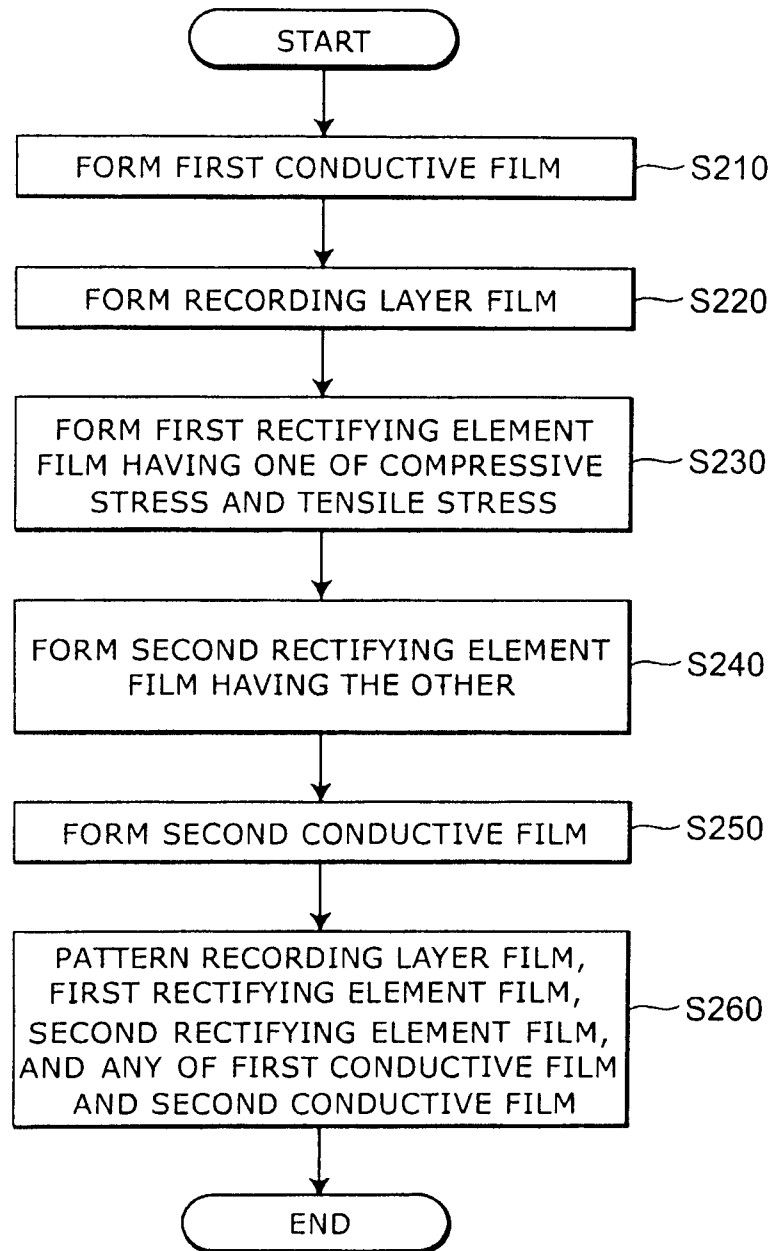 START
FORM FIRST CONDUCTIVE FILM
S210
FORM RECORDING LAYER FILM
S220
FORM FIRST RECTIFYING ELEMENT
FILM HAVING ONE OF COMPRESSIVE
STRESS AND TENSILE STRESS
S230
FORM SECOND RECTIFYING ELEMENT
FILM HAVING THE OTHER
S240
FORM SECOND CONDUCTIVE FILM
S250
PATTERN RECORDING LAYER FILM,
FIRST RECTIFYING ELEMENT FILM,
SECOND RECTIFYING ELEMENT FILM,
AND ANY OF FIRST CONDUCTIVE FILM
AND SECOND CONDUCTIVE FILM
S260
END